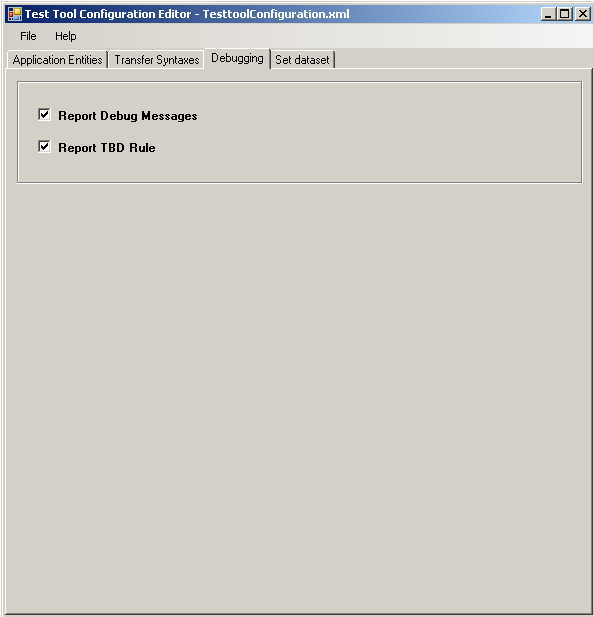 Test Tool Configuration Editor - TesttoolConfiguration.xml
File Help
Application Entities Transfer Syntaxes Debugging Set dataset
Report Debug Messages
Report TBD Rule